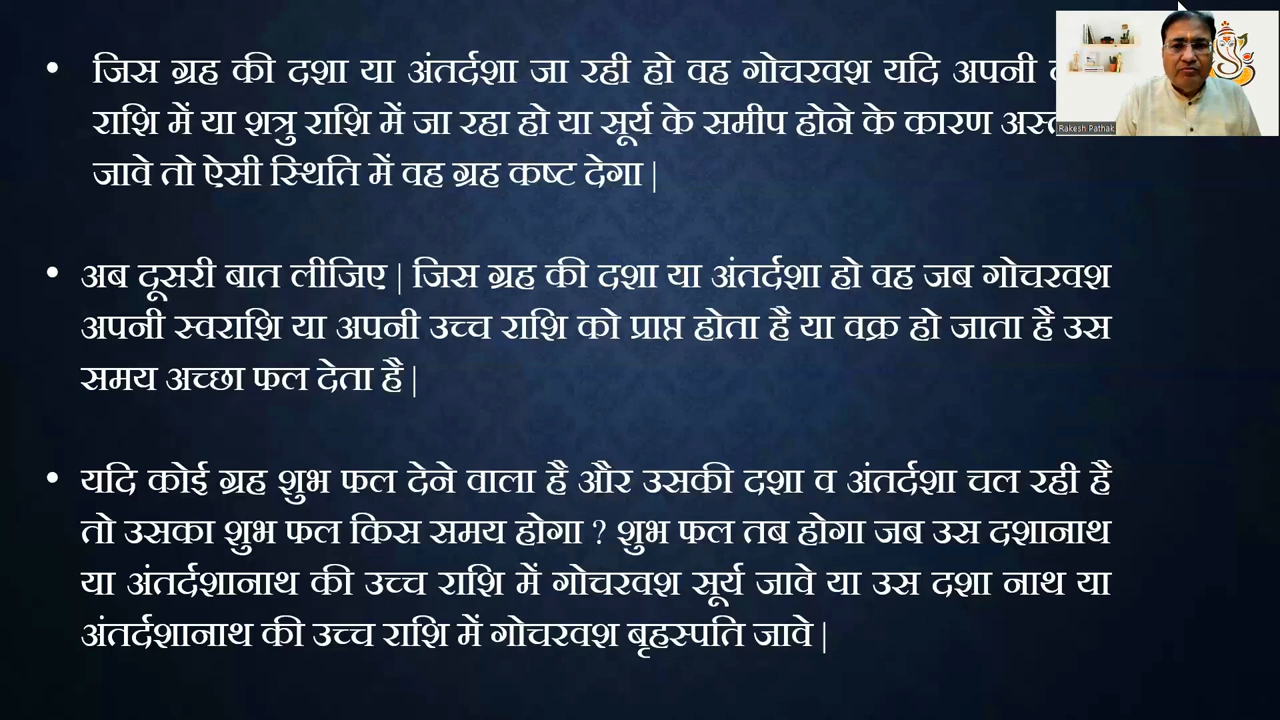 • जिस ग्रह की दशा या अंतर्दशा जा रही हो वह गोचरवश यदि अपनी
राशि में या शत्रु राशि में जा रहा हो या सूर्य के समीप होने के कारण
जावे तो ऐसी स्थिति में वह ग्रह कष्ट देगा |
• अब दूसरी बात लीजिए | जिस ग्रह की दशा या अंतर्दशा हो वह जब गोचरवश
अपनी स्वराशि या अपनी उच्च राशि को प्राप्त होता है या वक्र हो जाता है उस
समय अच्छा फल देता है |
• यदि कोई ग्रह शुभ फल देने वाला है और उसकी दशा व अंतर्दशा चल रही है
तो उसका शुभ फल किस समय होगा ? शुभ फल तब होगा जब उस दशानाथ
या अंतर्दशानाथ की उच्च राशि में गोचरवश सूर्य जावे या उस दशा नाथ या
अंतर्दशानाथ की उच्च राशि में गोचरवश बृहस्पति जावे |
Rakesh Pathak